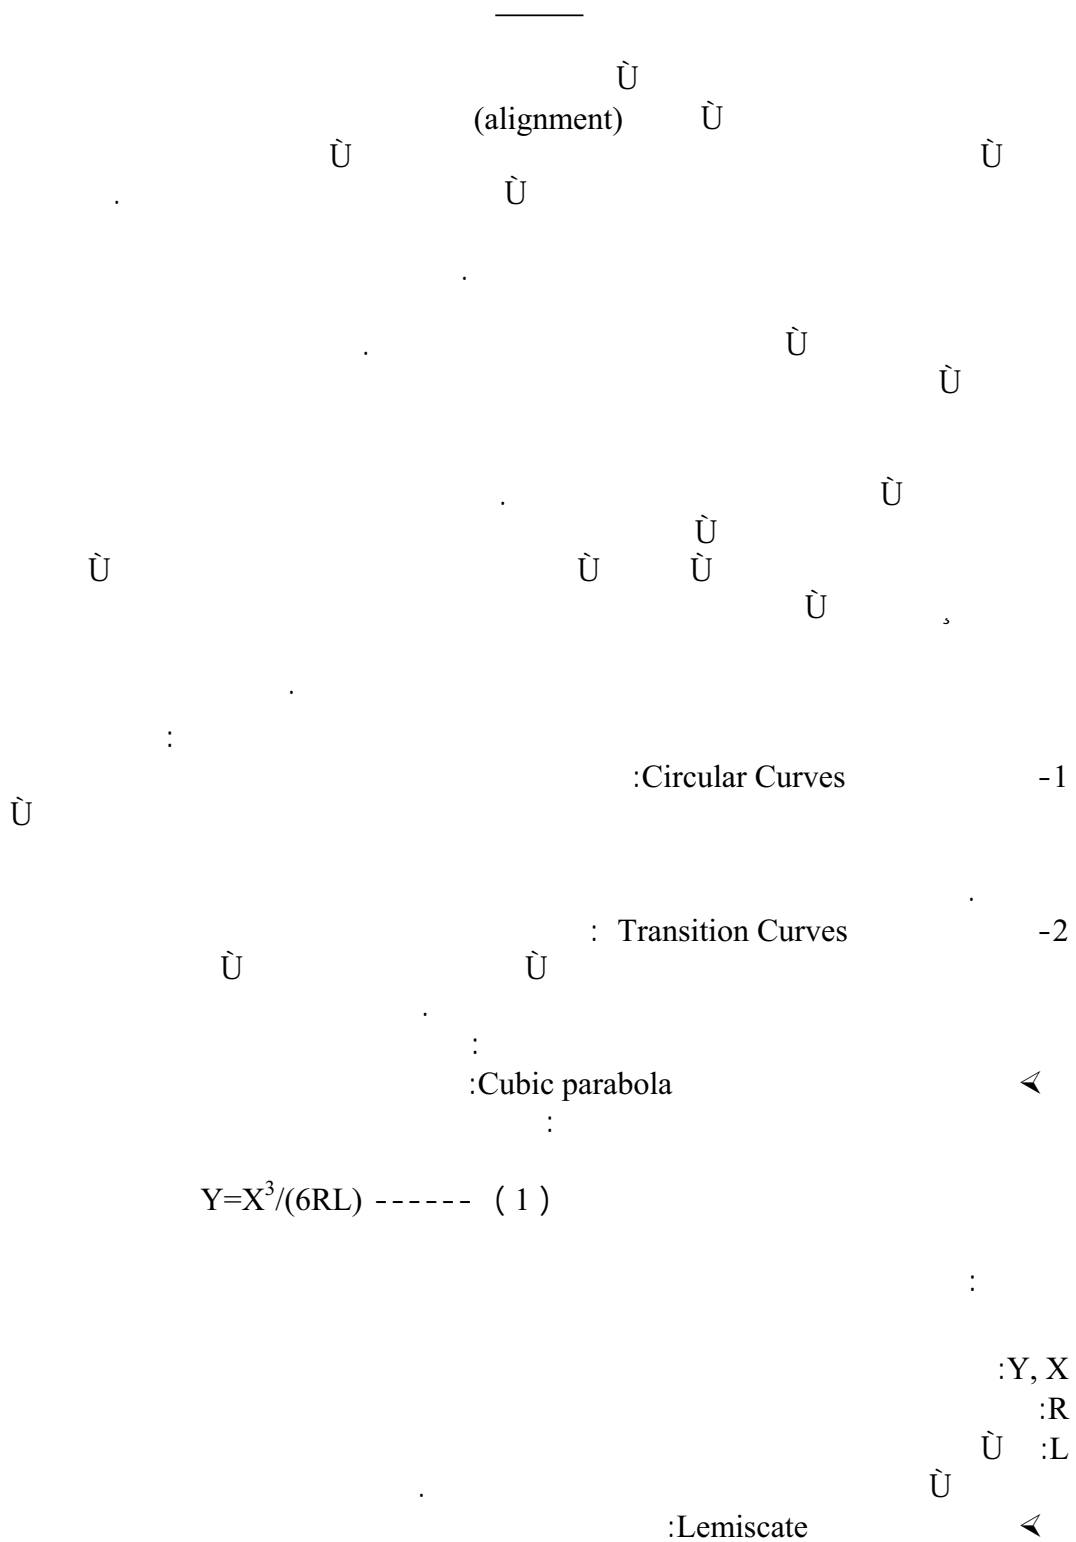 Ù
(alignment) Ù
Ù Ù
Ù .
.
Ù .
Ù
Ù .
Ù
Ù Ù Ù
¸ Ù
.
:
-1 Circular Curves:
Ù
.
-2 Transition Curves :
Ù Ù
.
:
⮘ Cubic parabola:
:
Y=X³/(6RL) ------ ( 1 )
:
Y, X:
R:
L: Ù
Ù .
⮘ Lemiscate: